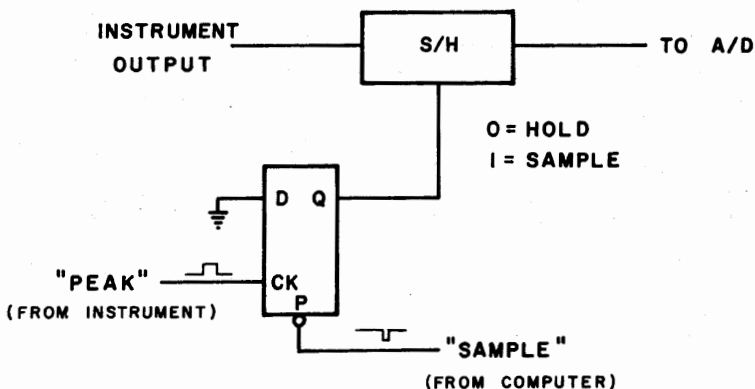 INSTRUMENT
OUTPUT
S/H
TO A/D
0 = HOLD
1 = SAMPLE
D Q
"PEAK"
CK
(FROM INSTRUMENT)
P
"SAMPLE"
(FROM COMPUTER)